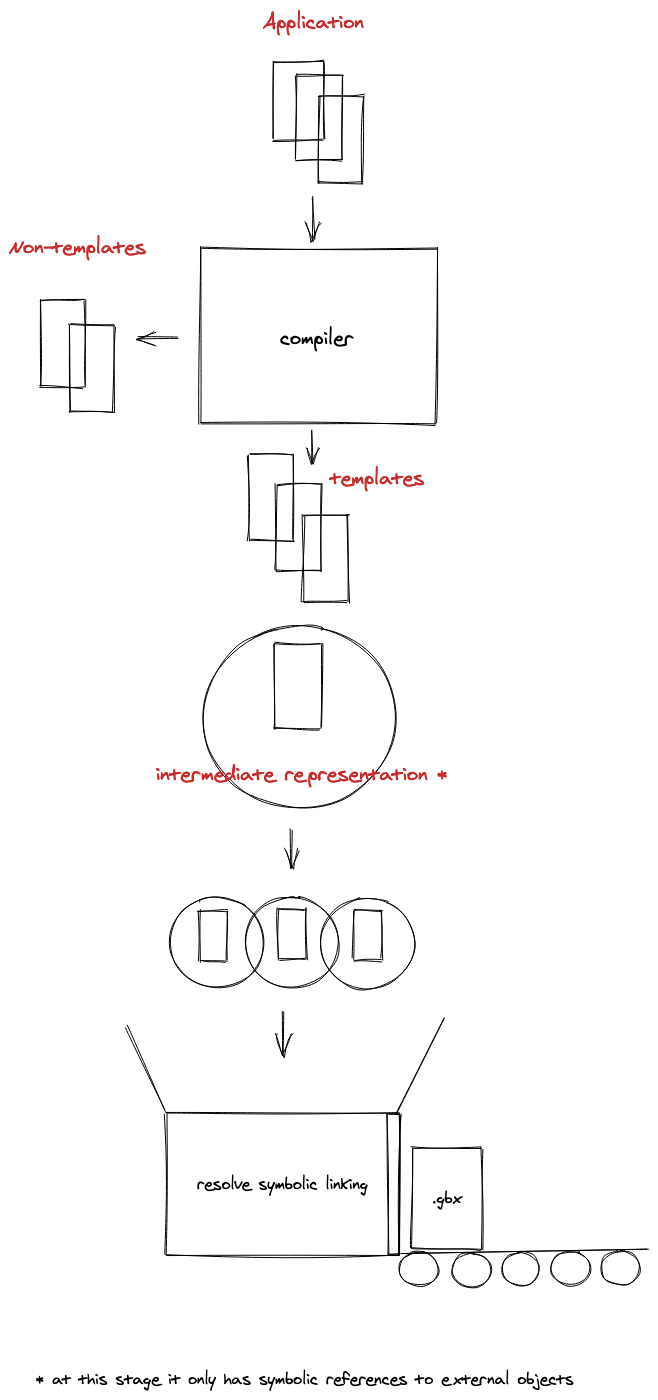 Application
Non-templates
compiler
templates
intermediate representation *
resolve symbolic linking
.gbx
* at this stage it only has symbolic references to external objects